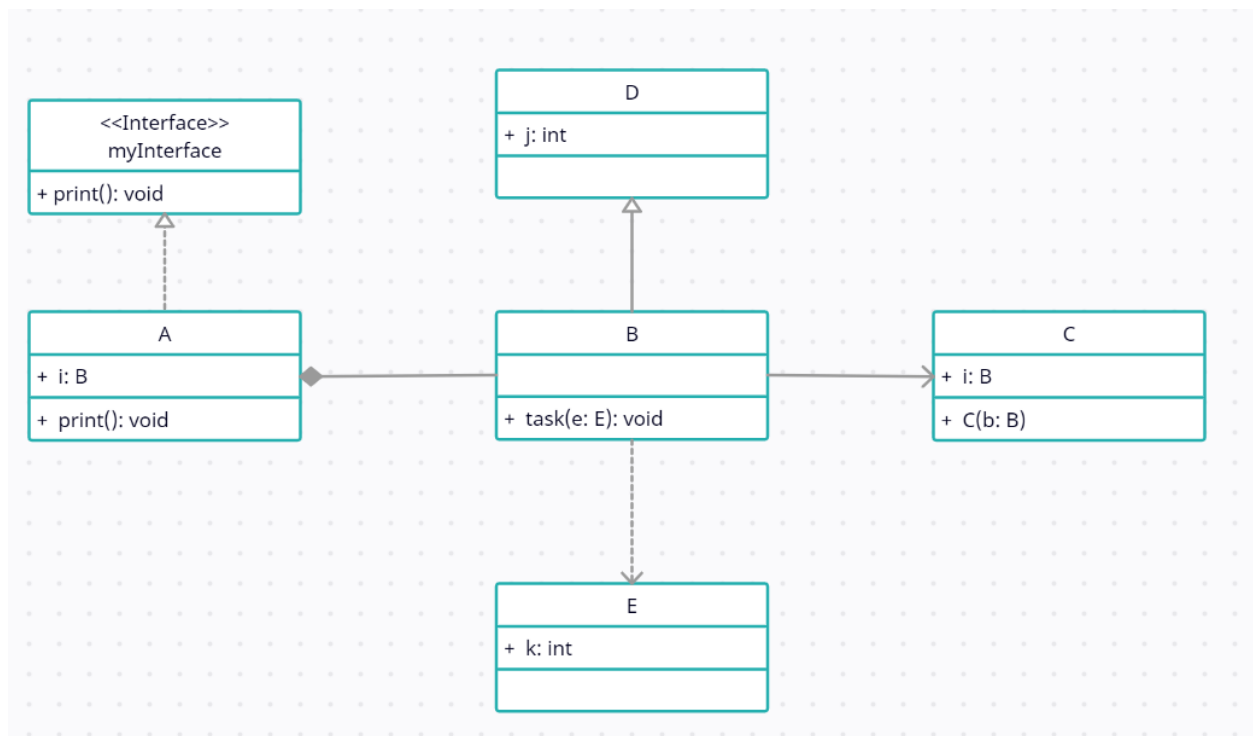 <<Interface>>
myInterface
+ print(): void
D
+ j: int
A
+ i: B
+ print(): void
B
+ task(e: E): void
C
+ i: B
+ C(b: B)
E
+ k: int